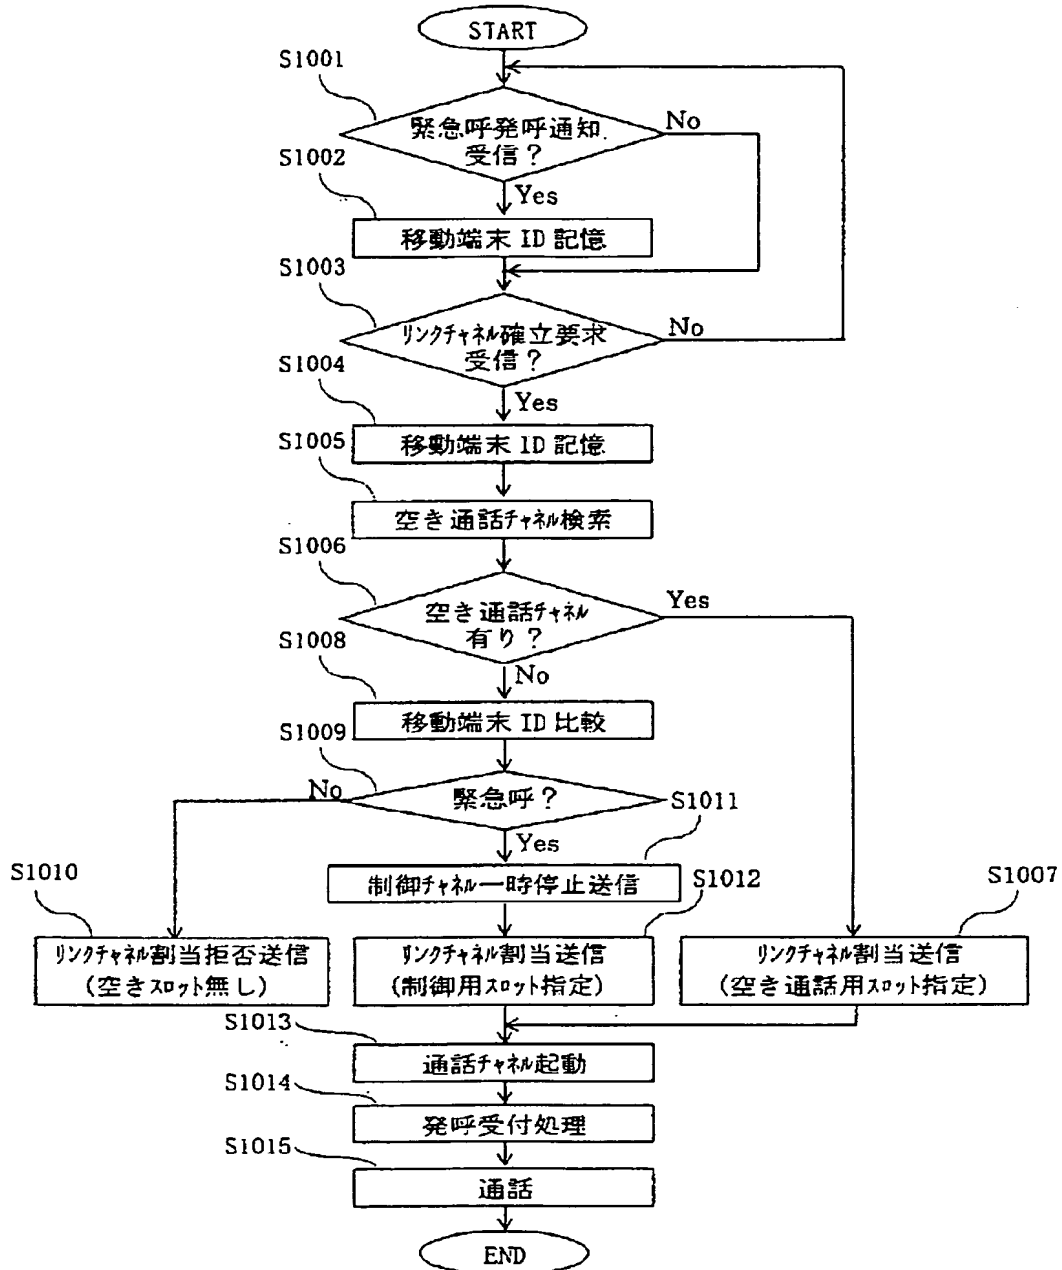 START
S1001
緊急呼発呼通知
受信？
No
Yes
S1002
移動端末 ID 記憶
S1003
ﾘﾝｸﾁｬﾈﾙ確立要求
受信？
No
Yes
S1004
移動端末 ID 記憶
S1005
空き通話ﾁｬﾈﾙ検索
S1006
空き通話ﾁｬﾈﾙ
有り？
Yes
No
S1008
移動端末 ID 比較
S1009
緊急呼？
No
Yes
S1011
制御ﾁｬﾈﾙ一時停止送信
S1010
ﾘﾝｸﾁｬﾈﾙ割当拒否送信
(空きｽﾛｯﾄ無し)
S1012
ﾘﾝｸﾁｬﾈﾙ割当送信
(制御用ｽﾛｯﾄ指定)
S1007
ﾘﾝｸﾁｬﾈﾙ割当送信
(空き通話用ｽﾛｯﾄ指定)
S1013
通話ﾁｬﾈﾙ起動
S1014
発呼受付処理
S1015
通話
END